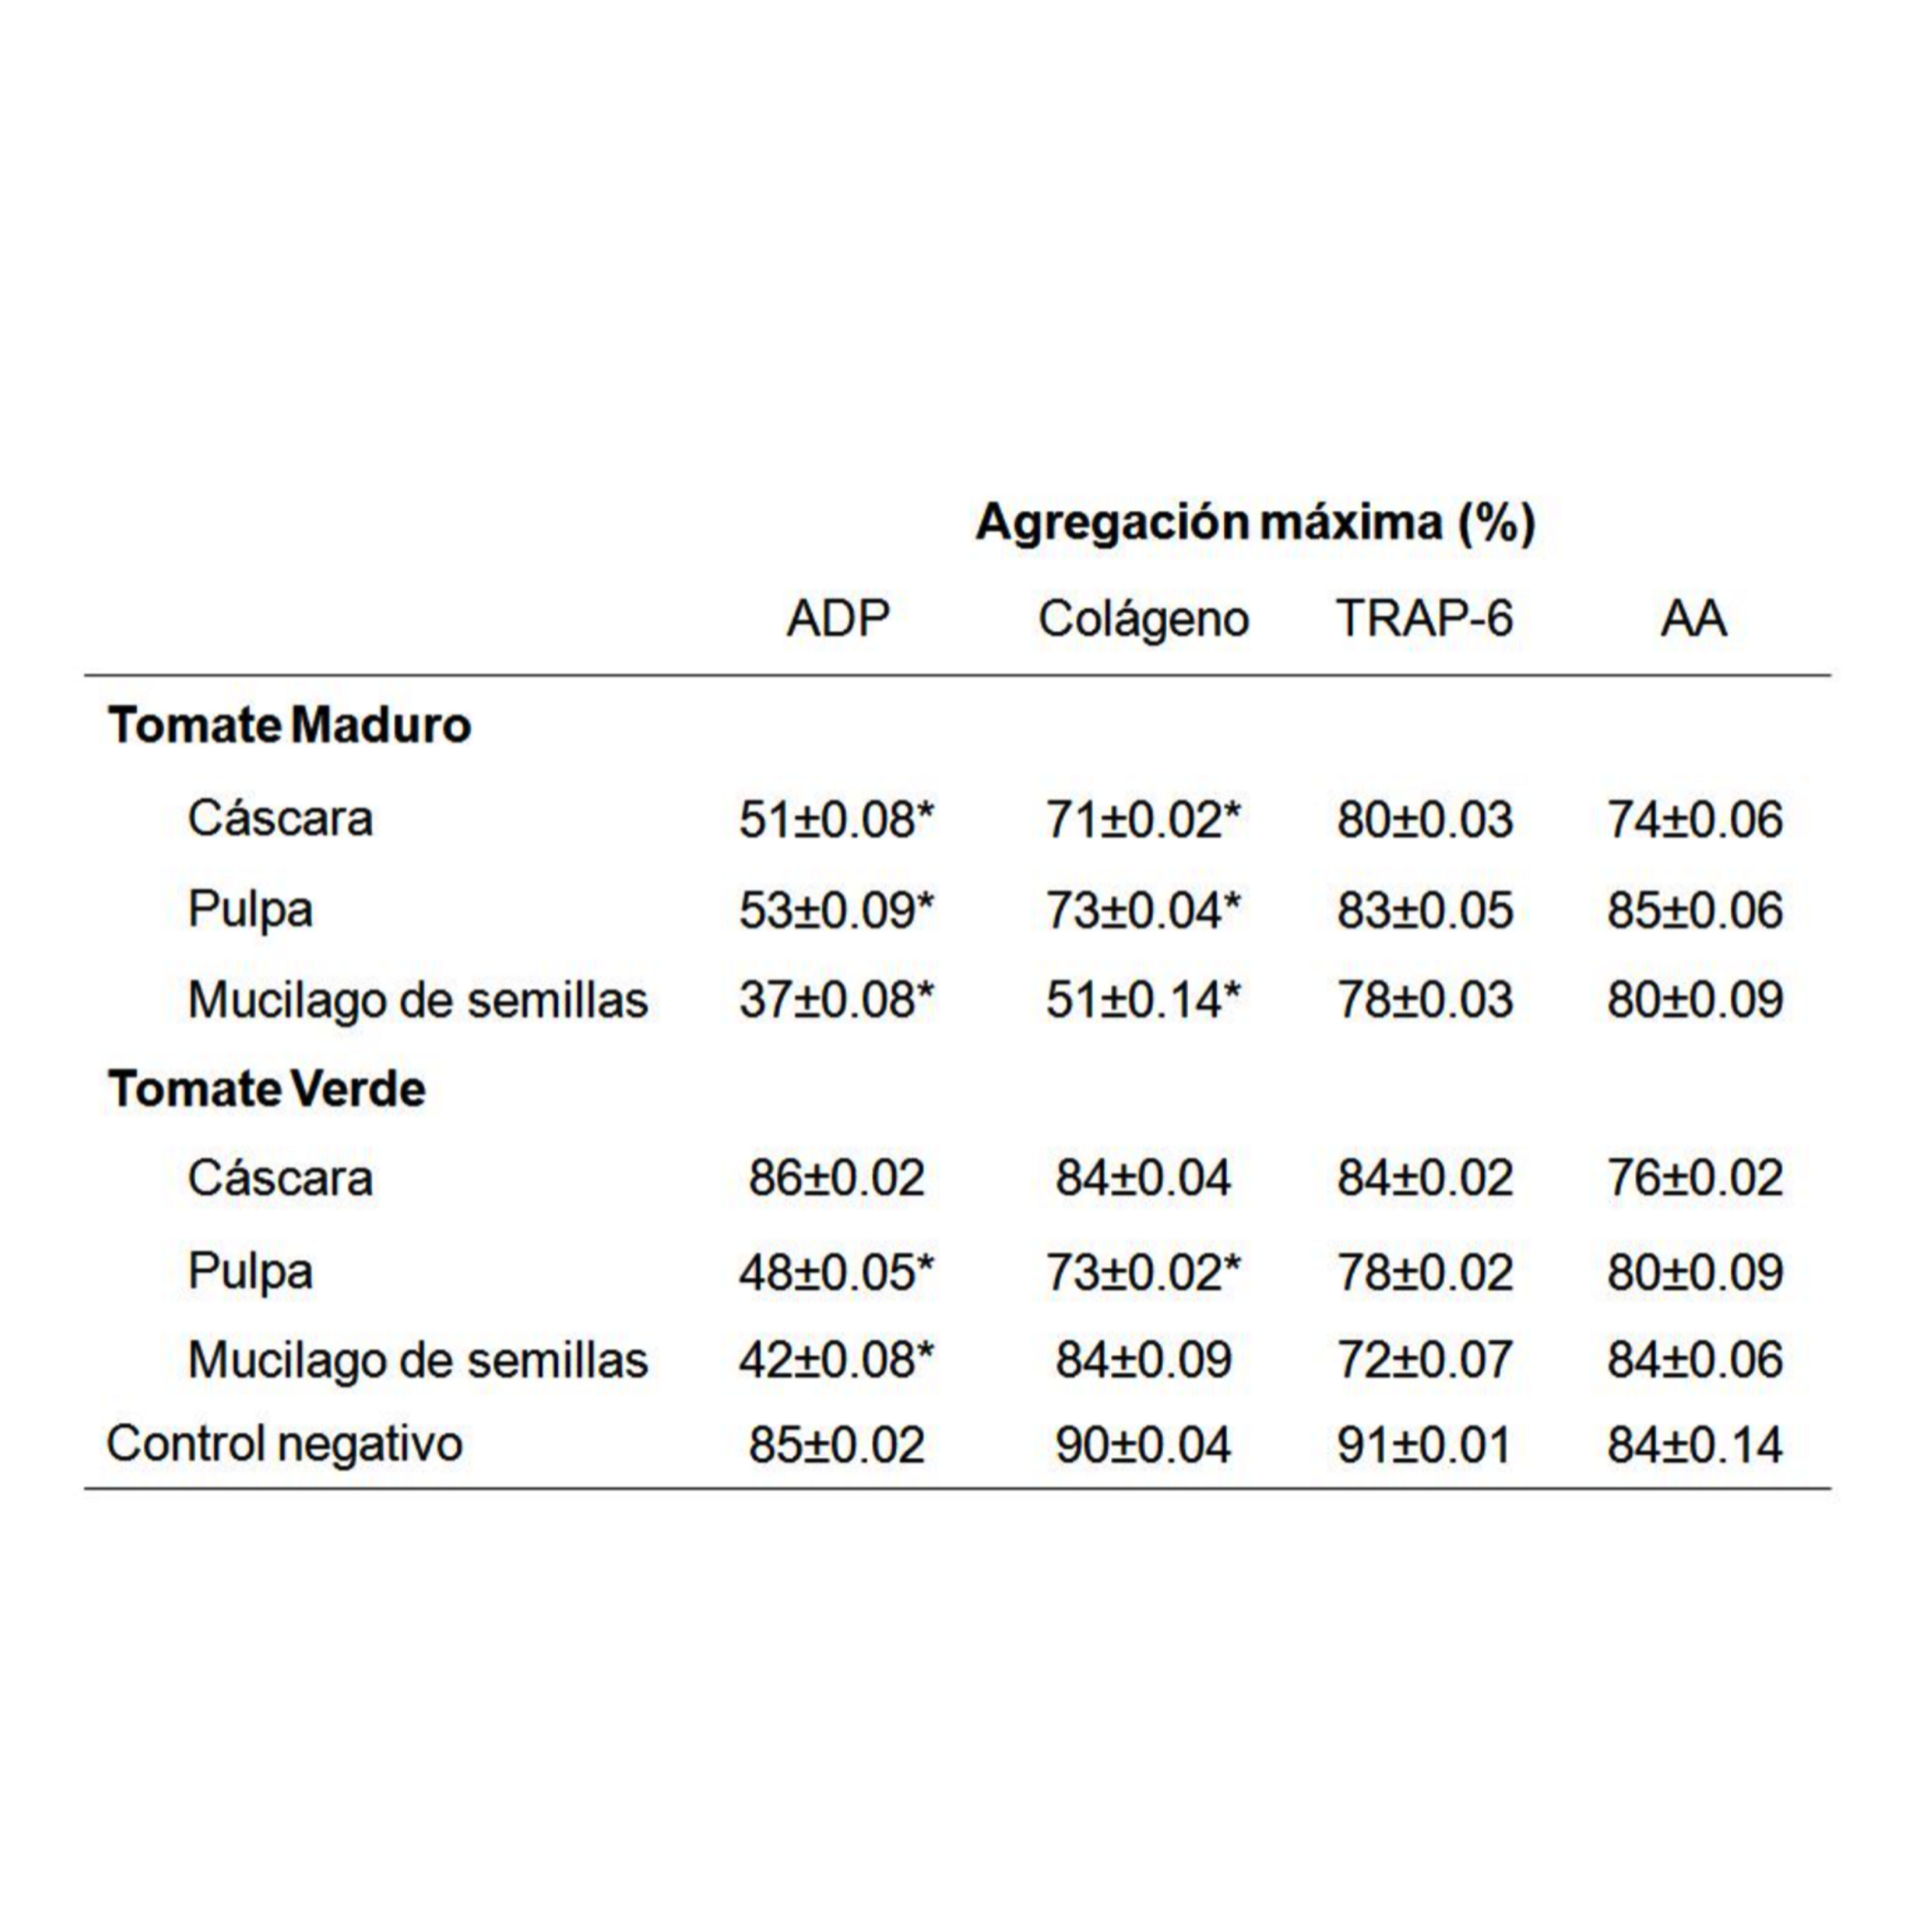 Agregación máxima (%)
ADP Colágeno TRAP-6 AA
Tomate Maduro
Cáscara 51±0.08* 71±0.02* 80±0.03 74±0.06
Pulpa 53±0.09* 73±0.04* 83±0.05 85±0.06
Mucilago de semillas 37±0.08* 51±0.14* 78±0.03 80±0.09
Tomate Verde
Cáscara 86±0.02 84±0.04 84±0.02 76±0.02
Pulpa 48±0.05* 73±0.02* 78±0.02 80±0.09
Mucilago de semillas 42±0.08* 84±0.09 72±0.07 84±0.06
Control negativo 85±0.02 90±0.04 91±0.01 84±0.14